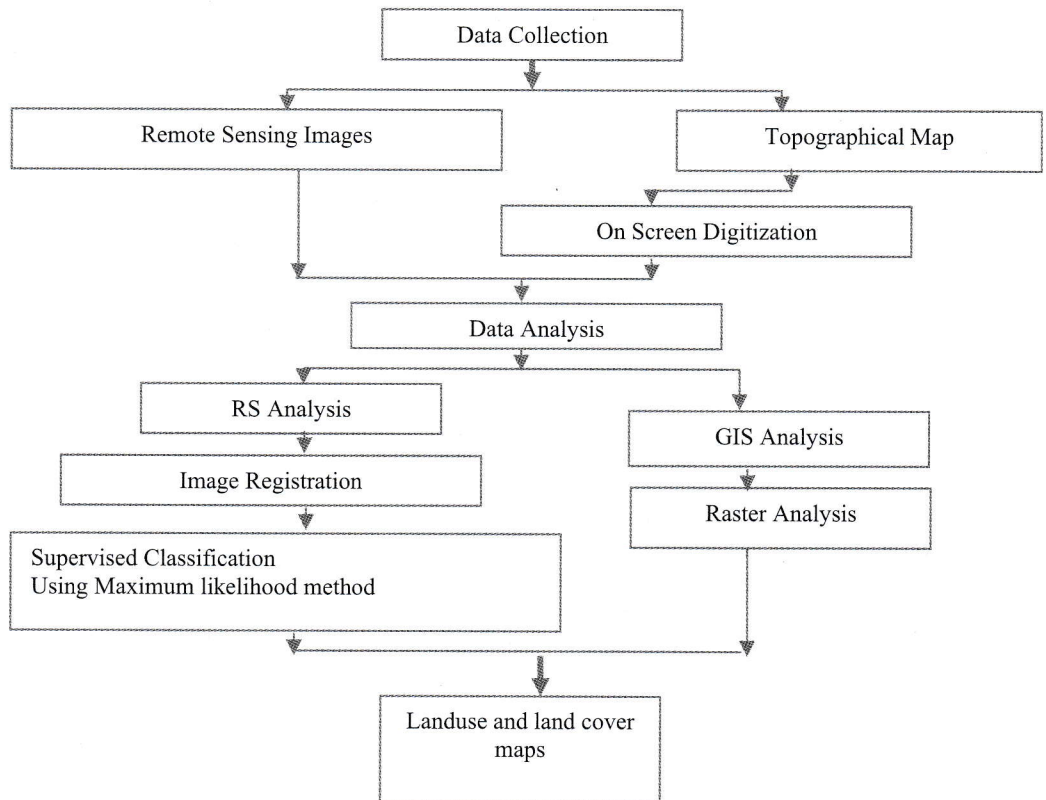 Data Collection
Remote Sensing Images
Topographical Map
On Screen Digitization
Data Analysis
RS Analysis
GIS Analysis
Image Registration
Raster Analysis
Supervised Classification
Using Maximum likelihood method
Landuse and land cover
maps